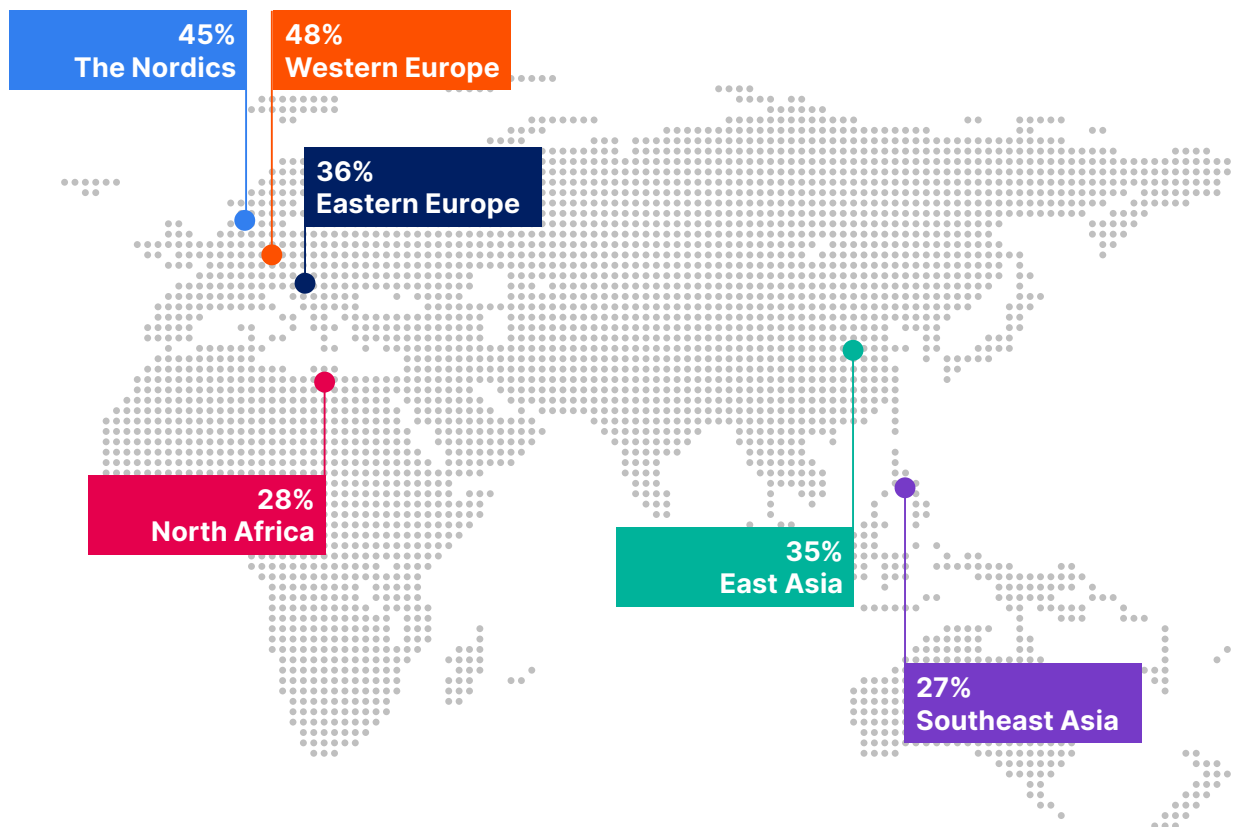 45%
The Nordics
48%
Western Europe
36%
Eastern Europe
28%
North Africa
35%
East Asia
27%
Southeast Asia